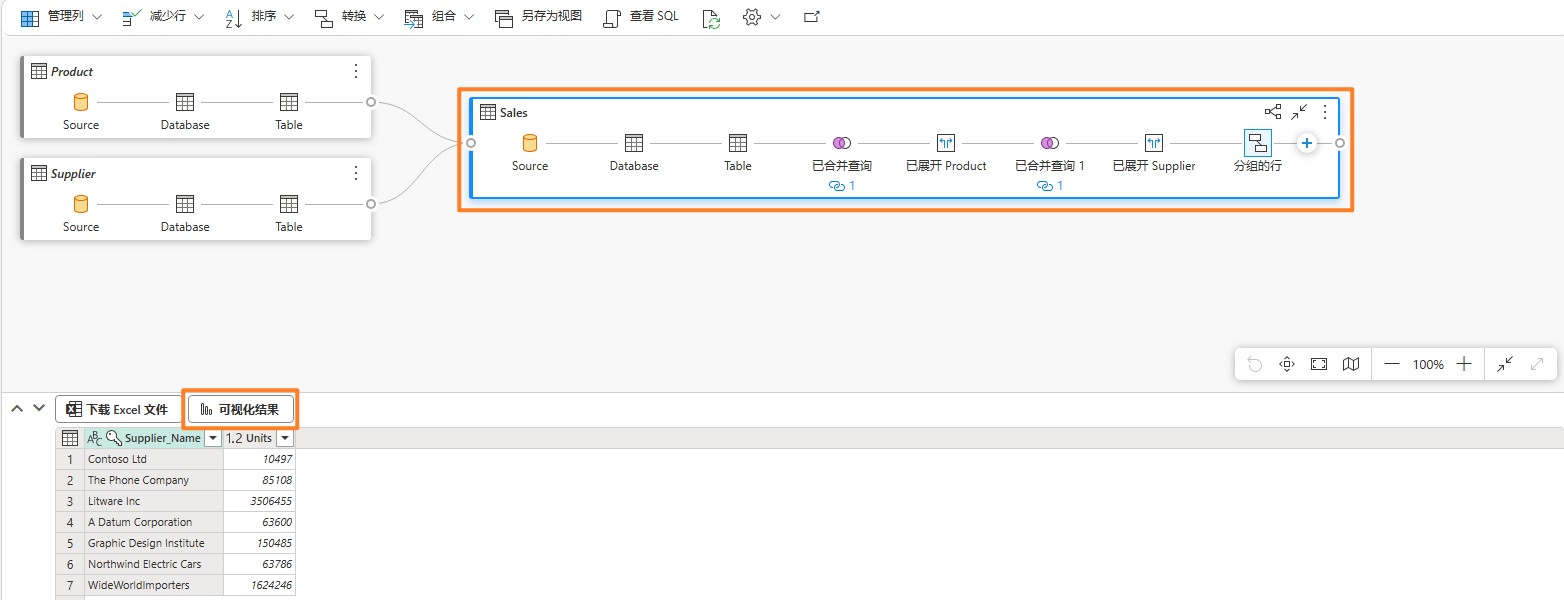 管理列 减少行 排序 转换 组合 另存为视图 查看 SQL
Product
Source Database Table
Supplier
Source Database Table
Sales
Source Database Table 已合并查询 已展开 Product 已合并查询 1 已展开 Supplier 分组的行
1 1
100%
下载 Excel 文件 可视化结果
ABC Supplier_Name 1.2 Units
1 Contoso Ltd 10497
2 The Phone Company 85108
3 Litware Inc 3506455
4 A Datum Corporation 63600
5 Graphic Design Institute 150485
6 Northwind Electric Cars 63786
7 WideWorldImporters 1624246